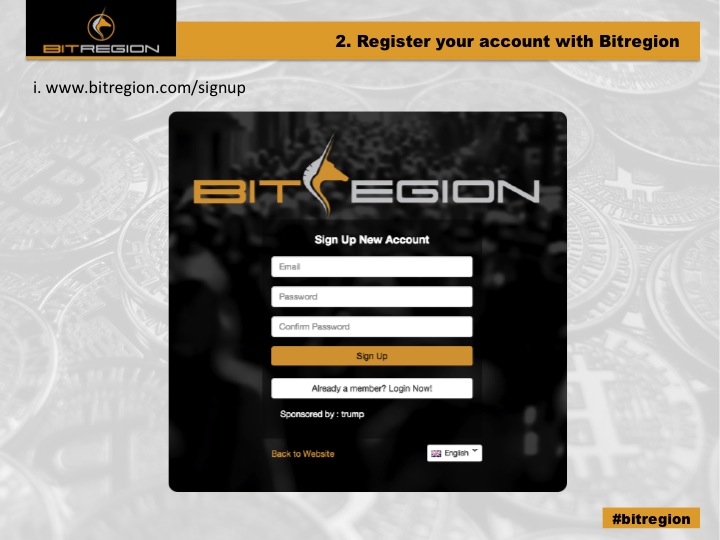 BITREGION
2. Register your account with Bitregion
i. www.bitregion.com/signup
BITREGION
Sign Up New Account
Email
Password
Confirm Password
Sign Up
Already a member? Login Now!
Sponsored by : trump
Back to Website
English
#bitregion